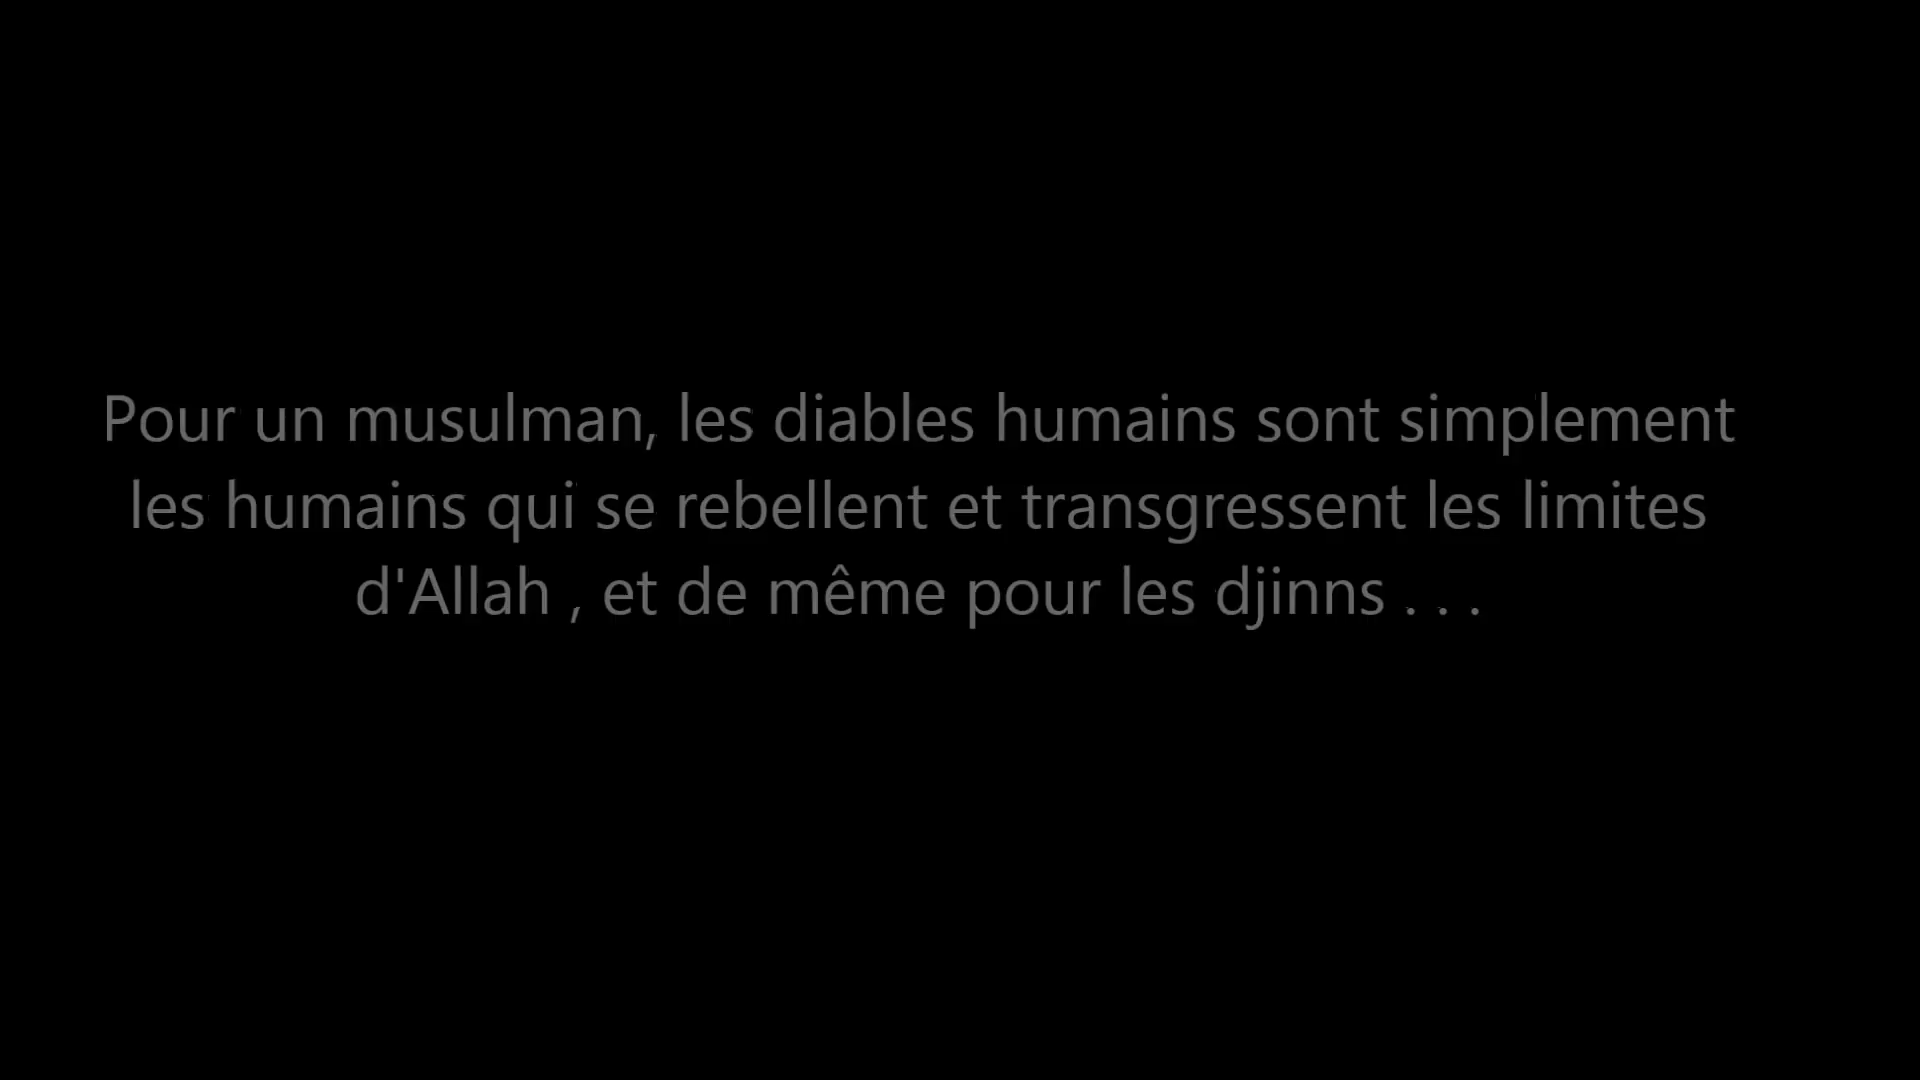 Pour un musulman, les diables humains sont simplement
les humains qui se rebellent et transgressent les limites
d'Allah , et de même pour les djinns . . .